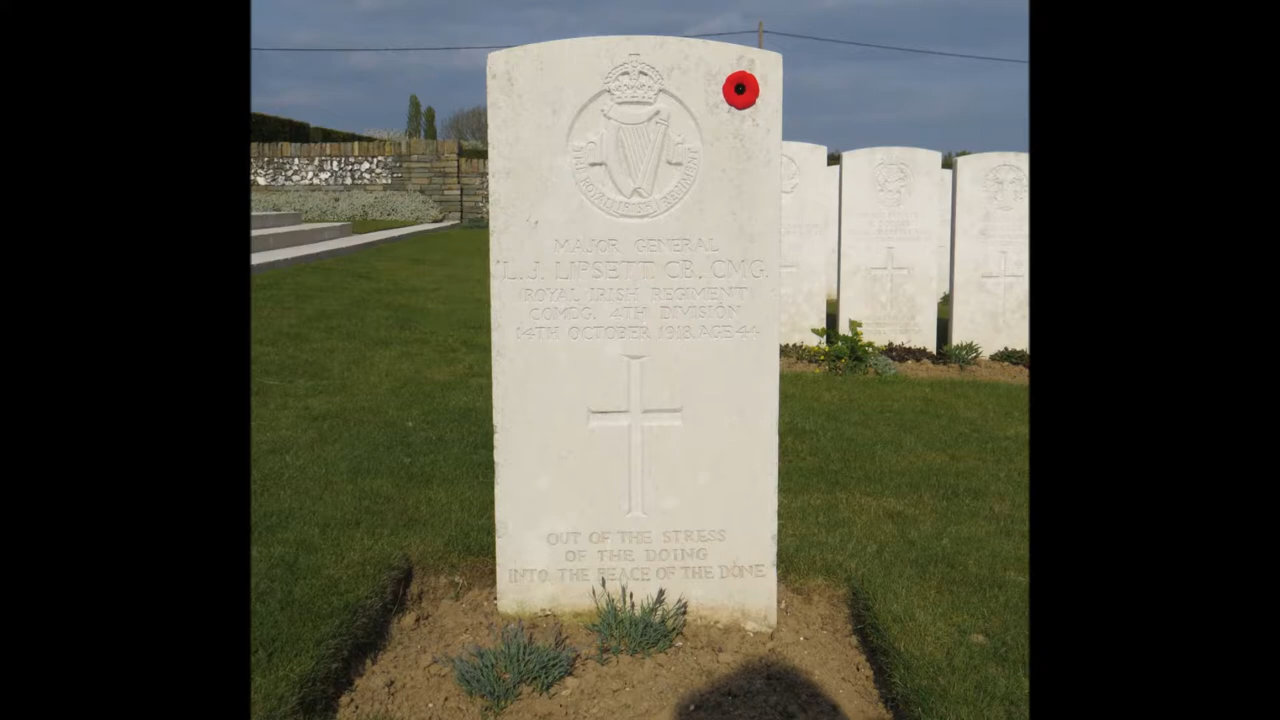 THE ROYAL IRISH REGIMENT
MAJOR GENERAL
L. J. LIPSETT. CB., CMG.
ROYAL IRISH REGIMENT
COMDG. 4TH DIVISION
14TH OCTOBER 1918. AGE 44
OUT OF THE STRESS
OF THE DOING
INTO THE PEACE OF THE DONE